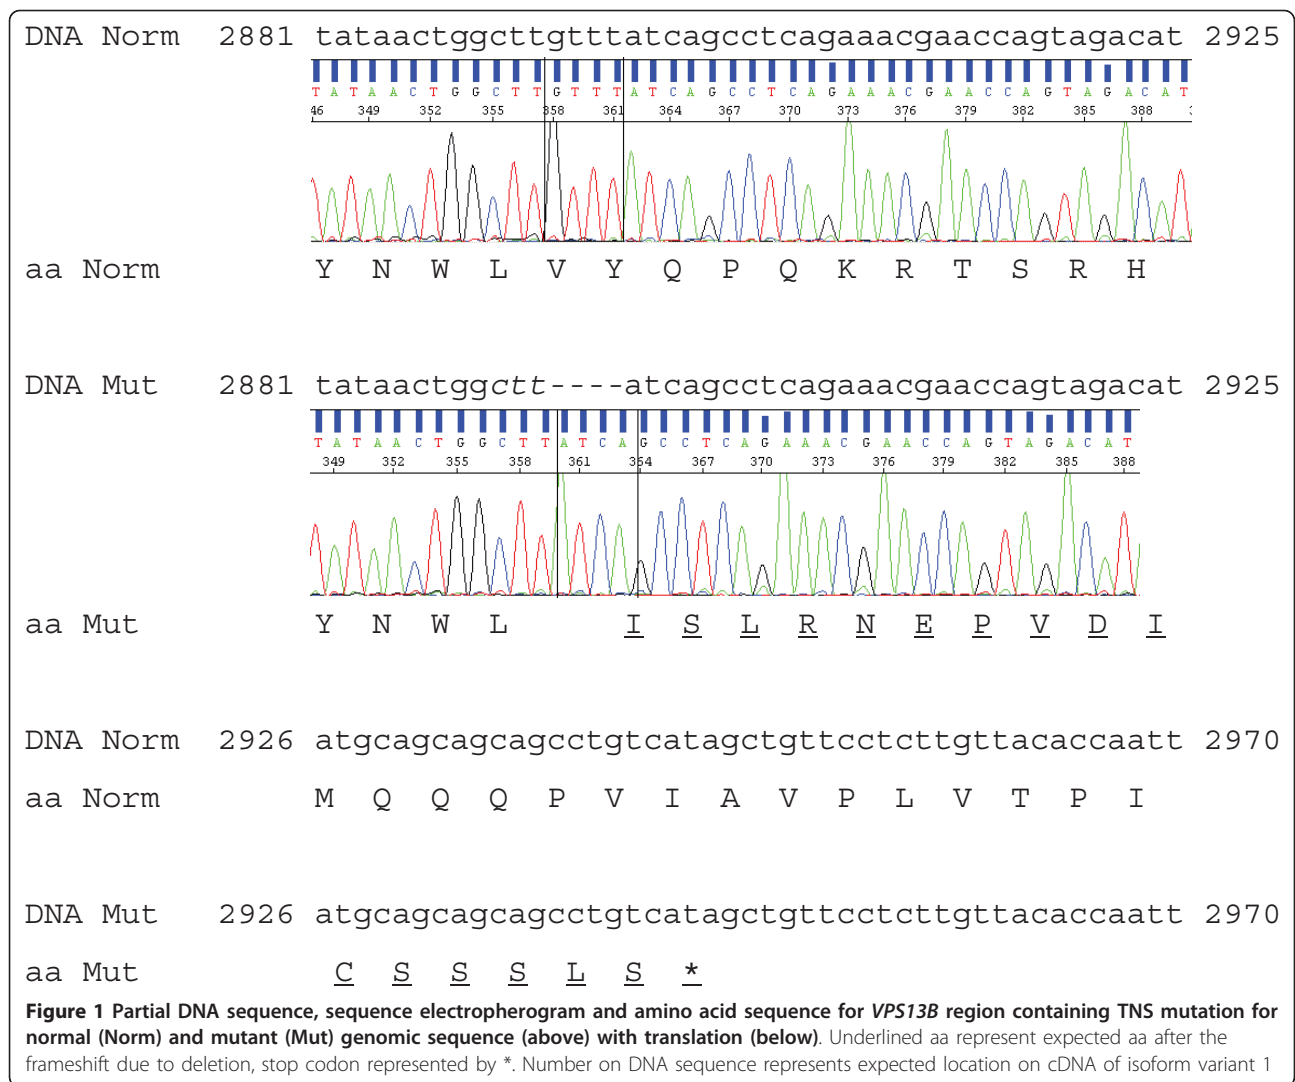 DNA Norm 2881 tataactggcttgtttatcagcctcagaaacgaaccagtagacat 2925
T A T A A C T G G C T T G T T T A T C A G C C T C A G A A A C G A A C C A G T A G A C A T
46 349 352 355 358 361 364 367 370 373 376 379 382 385 388
aa Norm Y N W L V Y Q P Q K R T S R H
DNA Mut 2881 tataactggctt----atcagcctcagaaacgaaccagtagacat 2925
T A T A A C T G G C T T A T C A G C C T C A G A A A C G A A C C A G T A G A C A T
349 352 355 358 361 364 367 370 373 376 379 382 385 388
aa Mut Y N W L I S L R N E P V D I
DNA Norm 2926 atgcagcagcagcctgtcatagctgttcctcttgttacaccaatt 2970
aa Norm M Q Q Q P V I A V P L V T P I
DNA Mut 2926 atgcagcagcagcctgtcatagctgttcctcttgttacaccaatt 2970
aa Mut C S S S L S *
Figure 1 Partial DNA sequence, sequence electropherogram and amino acid sequence for VPS13B region containing TNS mutation for
normal (Norm) and mutant (Mut) genomic sequence (above) with translation (below). Underlined aa represent expected aa after the
frameshift due to deletion, stop codon represented by *. Number on DNA sequence represents expected location on cDNA of isoform variant 1